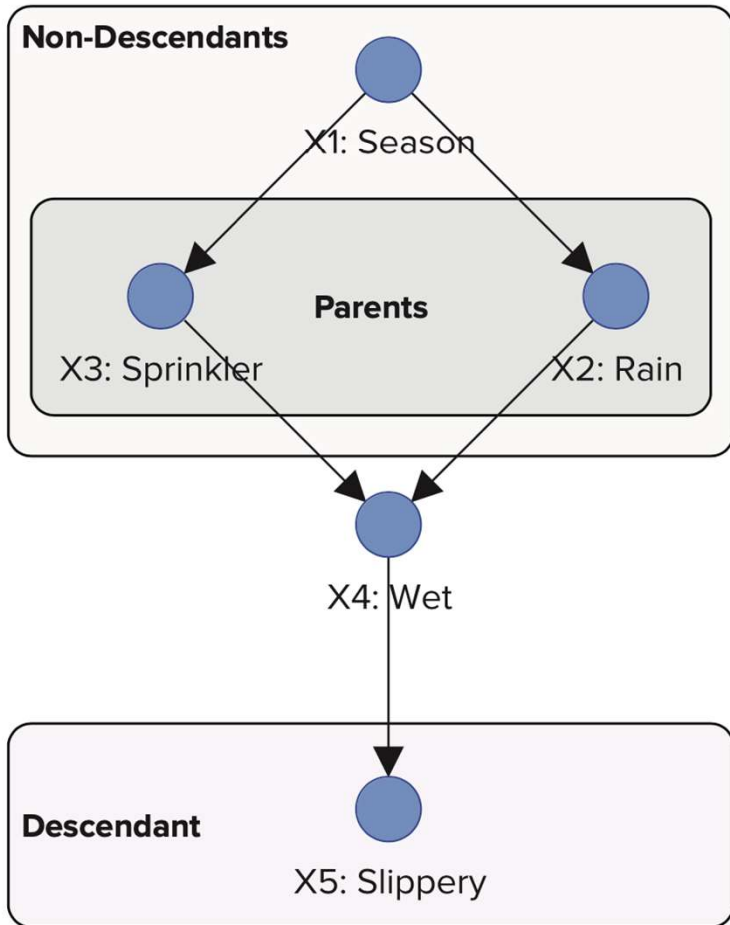 Non-Descendants
X1: Season
Parents
X3: Sprinkler
X2: Rain
X4: Wet
Descendant
X5: Slippery